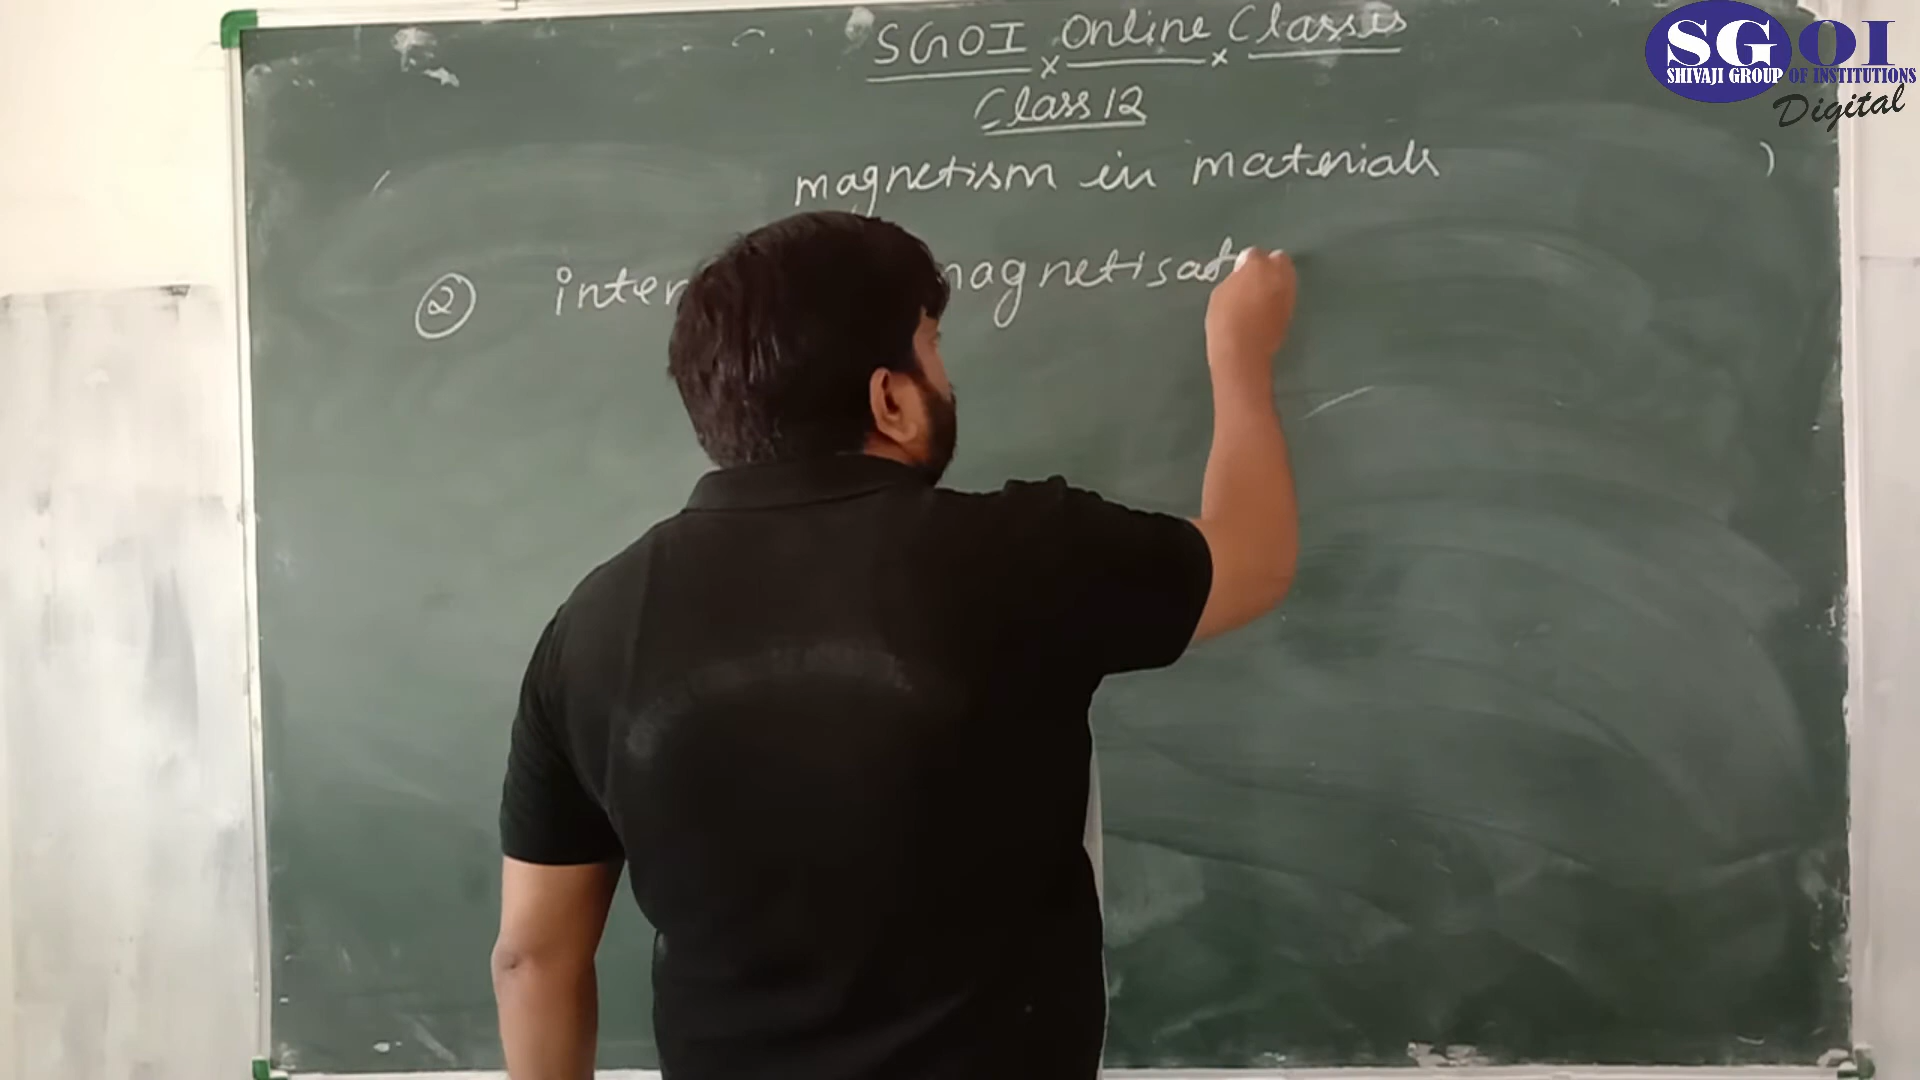 SGOI Online Classes
Class 12
magnetism in materials
② inter magnetisat
SGOI
SHIVAJI GROUP OF INSTITUTIONS
Digital